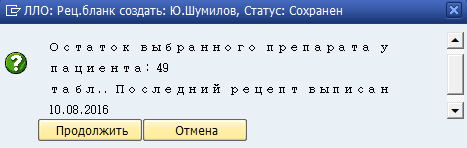 ЛЛО: Рец.бланк создать: Ю.Шумилов, Статус: Сохранен
Остаток выбранного препарата у
пациента: 49
табл.. Последний рецепт выписан
10.08.2016
Продолжить Отмена